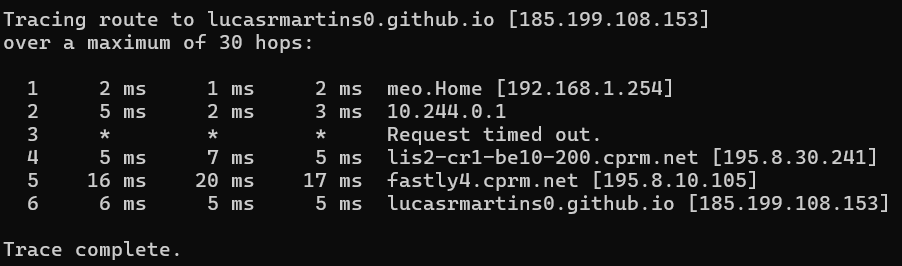 Tracing route to lucasrmartins0.github.io [185.199.108.153]
over a maximum of 30 hops:
1 2 ms 1 ms 2 ms meo.Home [192.168.1.254]
2 5 ms 2 ms 3 ms 10.244.0.1
3 * * * Request timed out.
4 5 ms 7 ms 5 ms lis2-cr1-be10-200.cprm.net [195.8.30.241]
5 16 ms 20 ms 17 ms fastly4.cprm.net [195.8.10.105]
6 6 ms 5 ms 5 ms lucasrmartins0.github.io [185.199.108.153]
Trace complete.